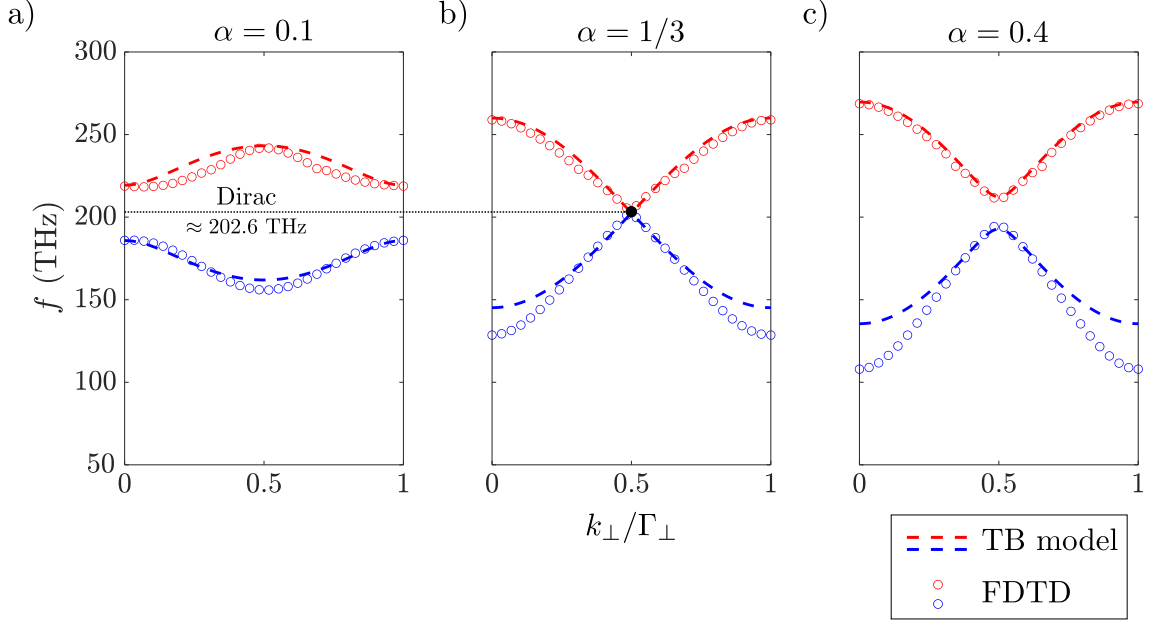 a)
α = 0.1
b)
α = 1/3
c)
α = 0.4
300
250
200
150
100
50
f (THz)
Dirac
≈ 202.6 THz
0
0.5
1
0
0.5
1
0
0.5
1
k⊥/Γ⊥
TB model
FDTD